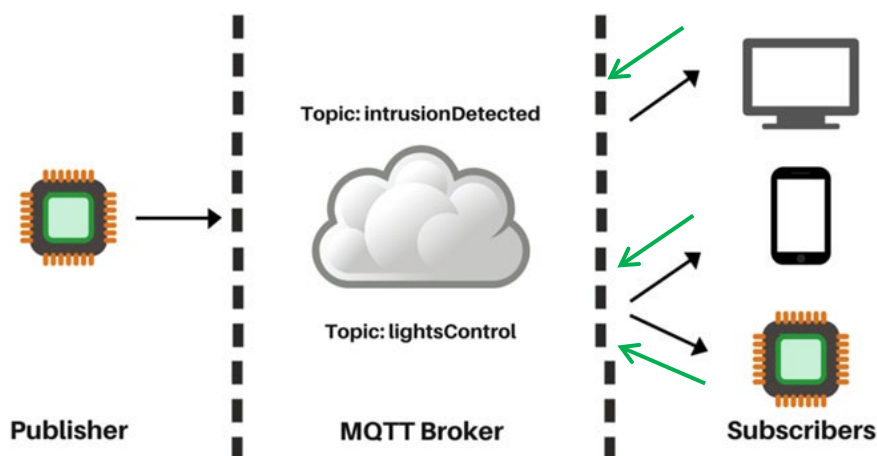 Topic: intrusionDetected
Topic: lightsControl
Publisher
MQTT Broker
Subscribers